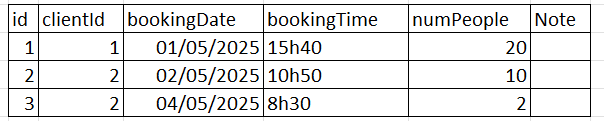 id clientId bookingDate bookingTime numPeople Note
1 1 01/05/2025 15h40 20
2 2 02/05/2025 10h50 10
3 2 04/05/2025 8h30 2